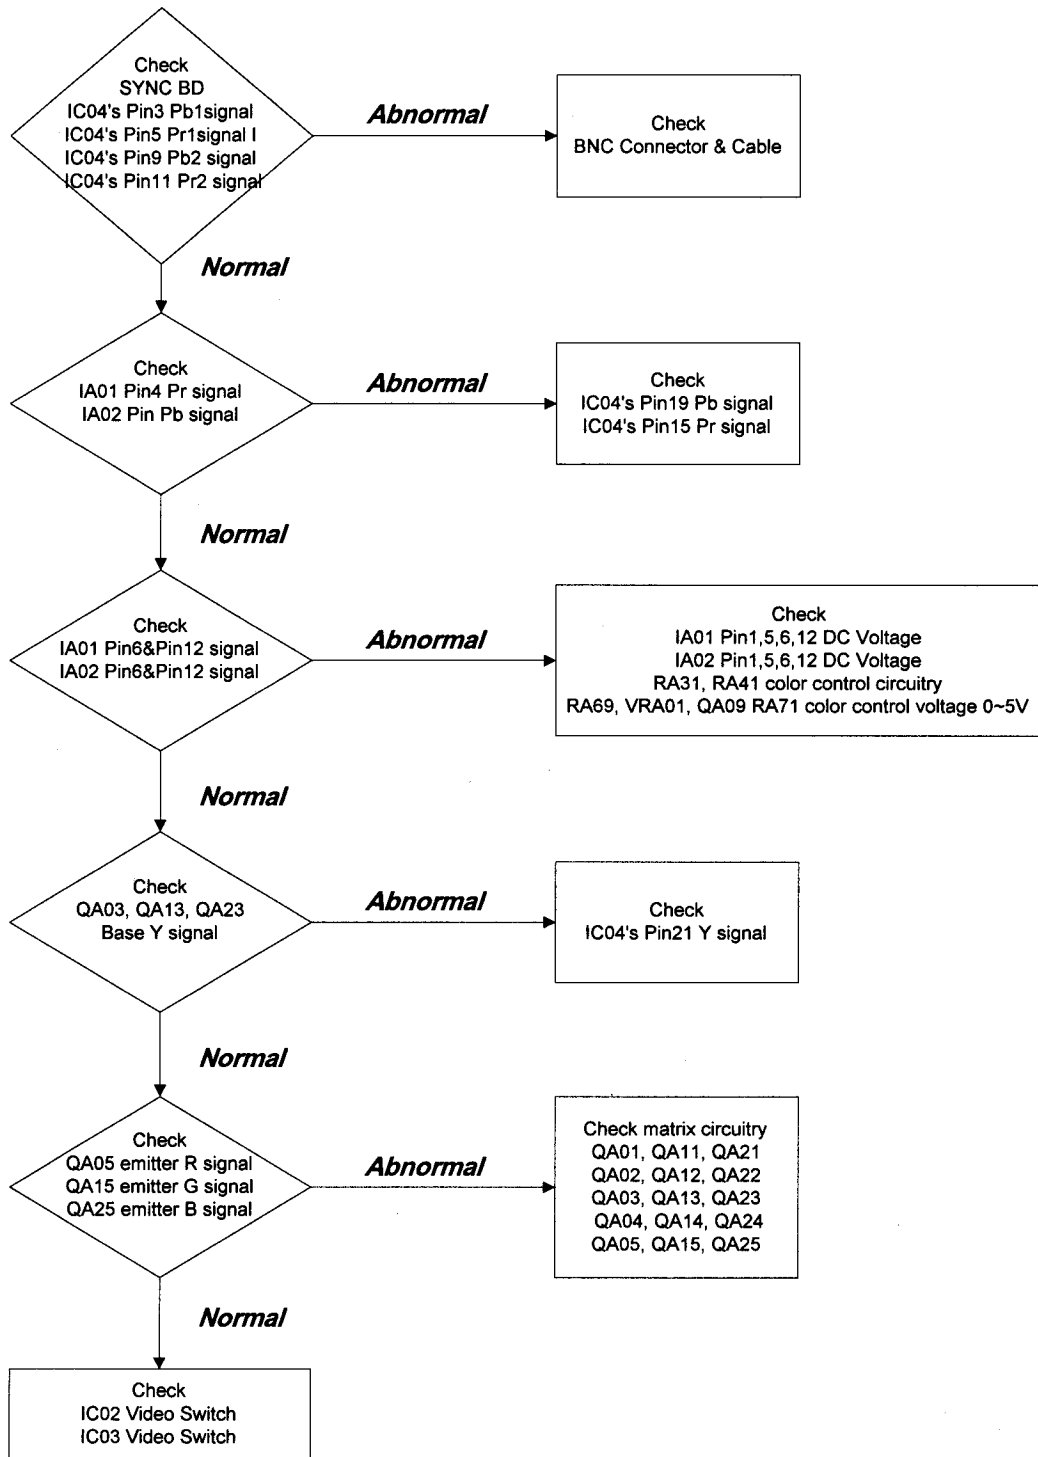 Check
SYNC BD
IC04's Pin3 Pb1signal
IC04's Pin5 Pr1signal I
IC04's Pin9 Pb2 signal
IC04's Pin11 Pr2 signal
Abnormal
Check
BNC Connector & Cable
Normal
Check
IA01 Pin4 Pr signal
IA02 Pin Pb signal
Abnormal
Check
IC04's Pin19 Pb signal
IC04's Pin15 Pr signal
Normal
Check
IA01 Pin6&Pin12 signal
IA02 Pin6&Pin12 signal
Abnormal
Check
IA01 Pin1,5,6,12 DC Voltage
IA02 Pin1,5,6,12 DC Voltage
RA31, RA41 color control circuitry
RA69, VRA01, QA09 RA71 color control voltage 0~5V
Normal
Check
QA03, QA13, QA23
Base Y signal
Abnormal
Check
IC04's Pin21 Y signal
Normal
Check
QA05 emitter R signal
QA15 emitter G signal
QA25 emitter B signal
Abnormal
Check matrix circuitry
QA01, QA11, QA21
QA02, QA12, QA22
QA03, QA13, QA23
QA04, QA14, QA24
QA05, QA15, QA25
Normal
Check
IC02 Video Switch
IC03 Video Switch